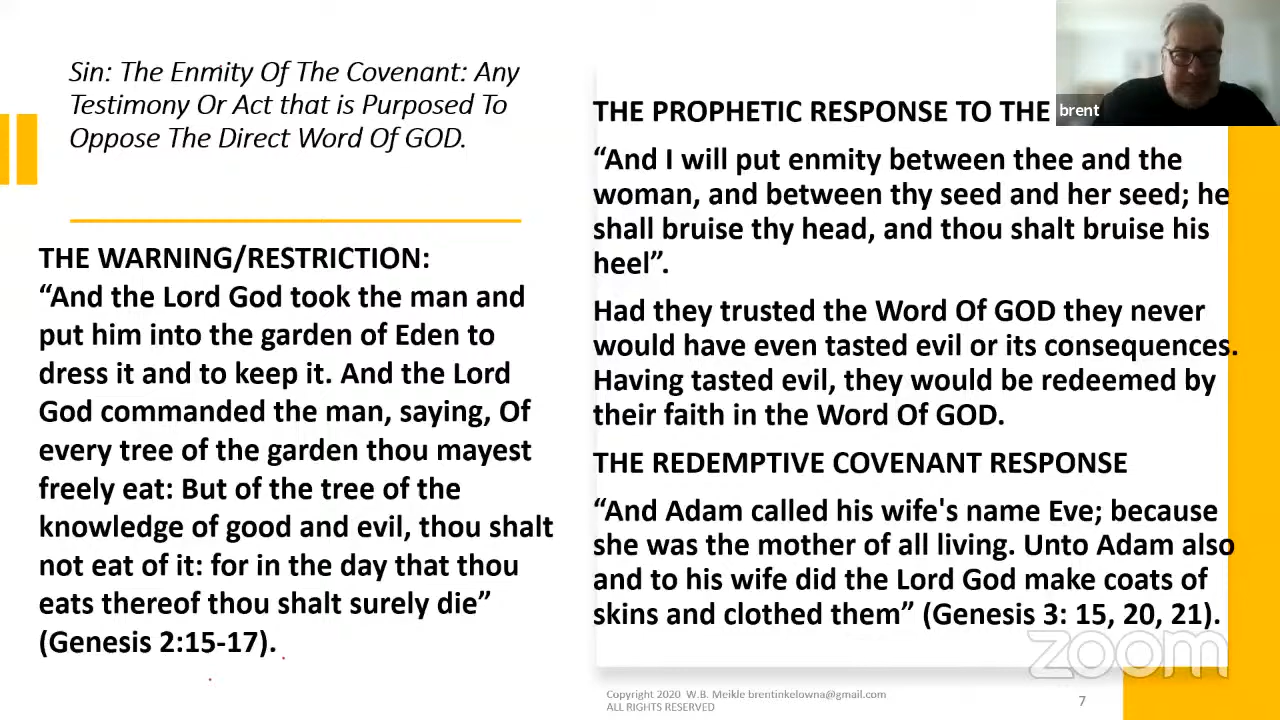 Sin: The Enmity Of The Covenant: Any
Testimony Or Act that is Purposed To
Oppose The Direct Word Of GOD.
THE WARNING/RESTRICTION:
“And the Lord God took the man and
put him into the garden of Eden to
dress it and to keep it. And the Lord
God commanded the man, saying, Of
every tree of the garden thou mayest
freely eat: But of the tree of the
knowledge of good and evil, thou shalt
not eat of it: for in the day that thou
eats thereof thou shalt surely die”
(Genesis 2:15-17).
THE PROPHETIC RESPONSE TO THE
“And I will put enmity between thee and the
woman, and between thy seed and her seed; he
shall bruise thy head, and thou shalt bruise his
heel”.
Had they trusted the Word Of GOD they never
would have even tasted evil or its consequences.
Having tasted evil, they would be redeemed by
their faith in the Word Of GOD.
THE REDEMPTIVE COVENANT RESPONSE
“And Adam called his wife's name Eve; because
she was the mother of all living. Unto Adam also
and to his wife did the Lord God make coats of
skins and clothed them” (Genesis 3: 15, 20, 21).
Copyright 2020 W.B. Meikle brentinkelowna@gmail.com
ALL RIGHTS RESERVED
7
brent
zoom